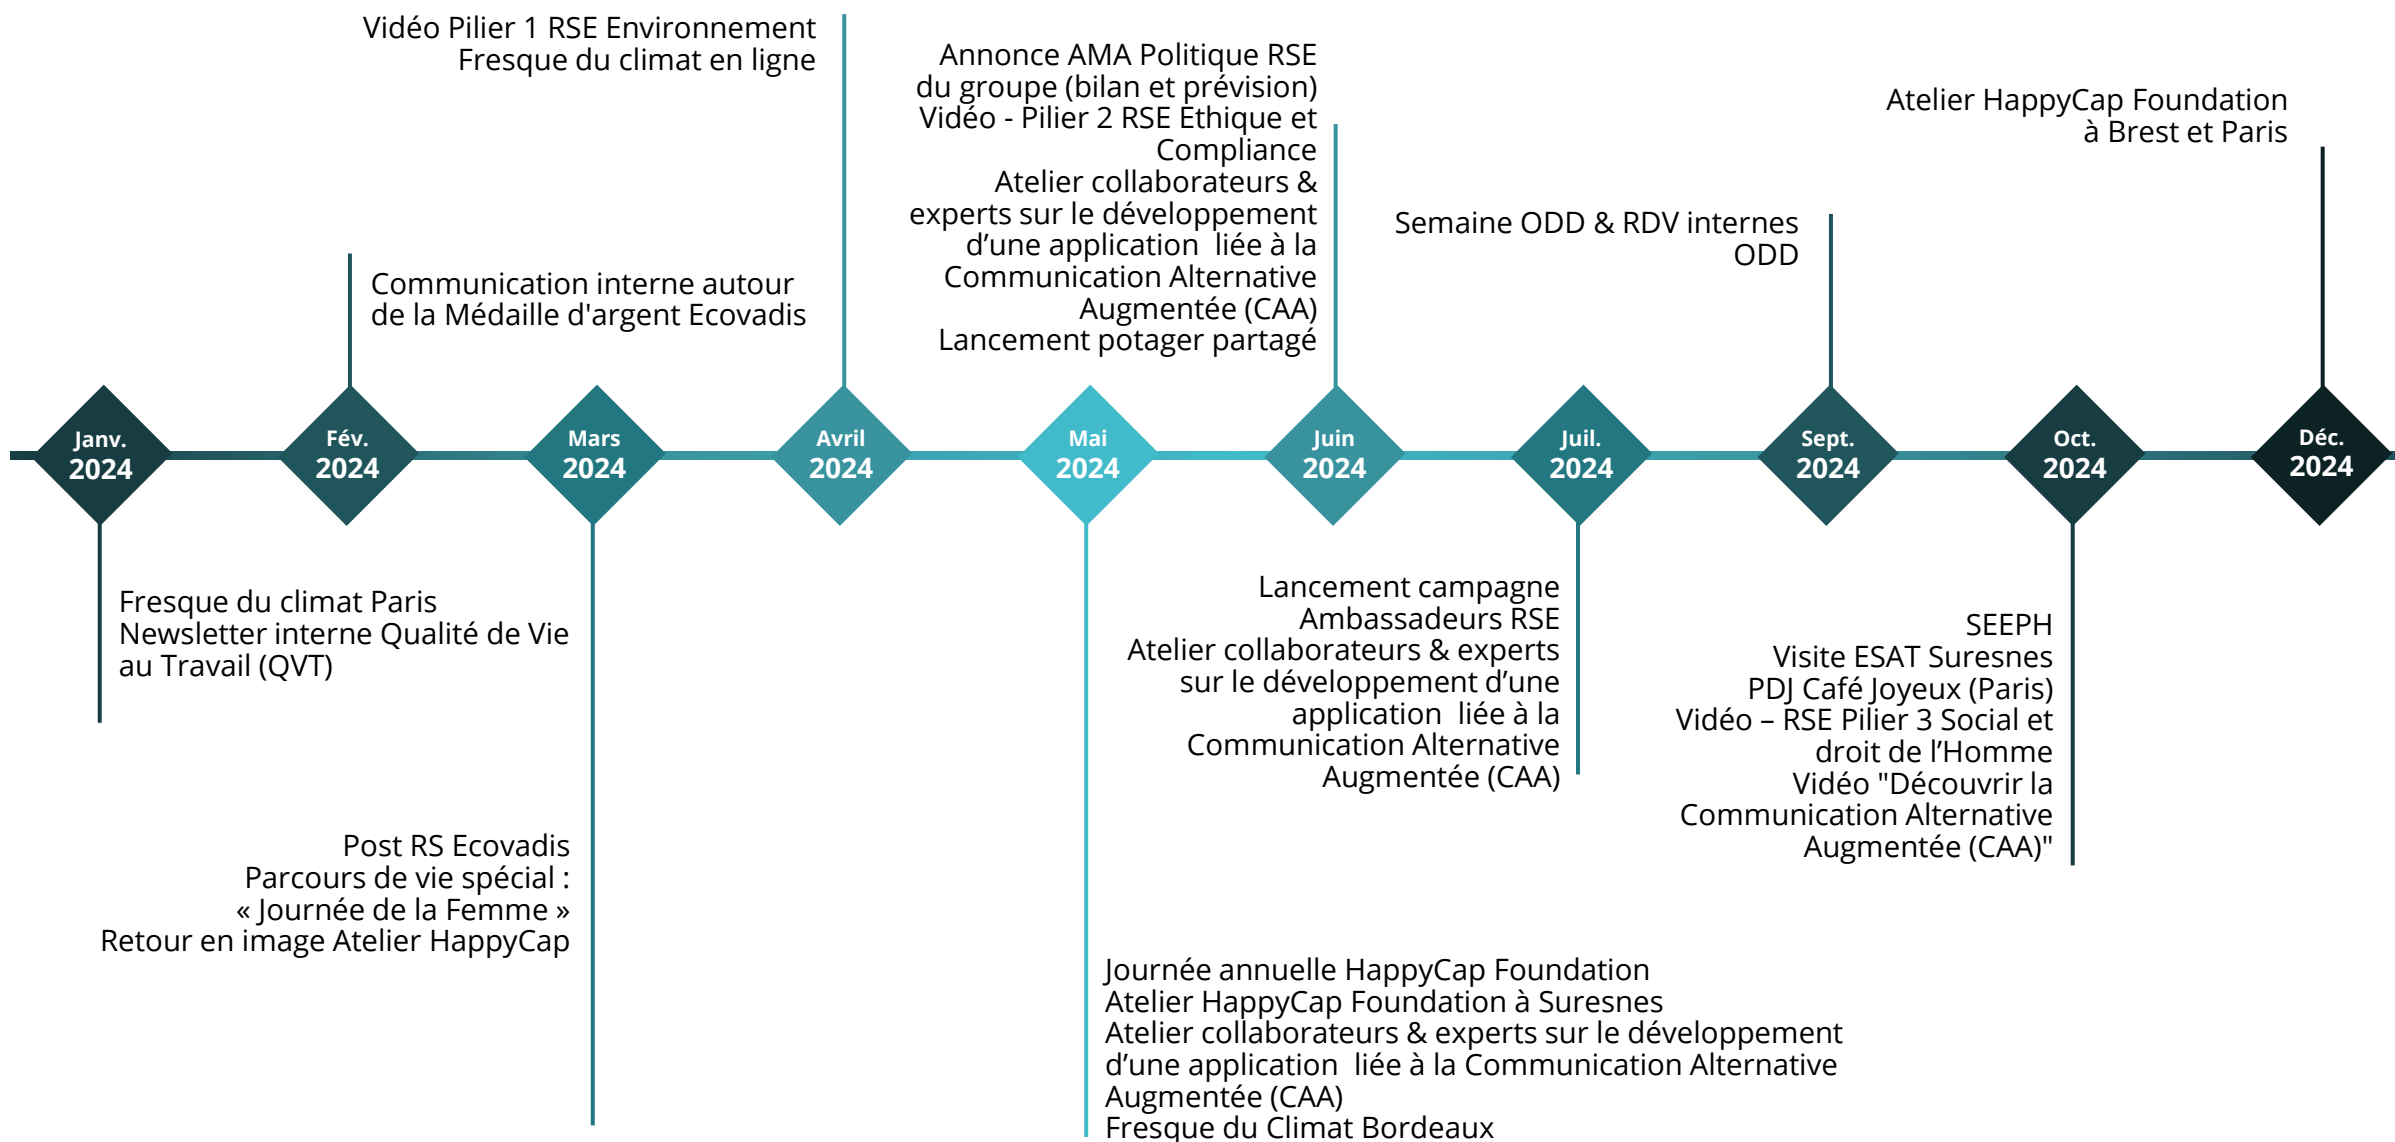 Vidéo Pilier 1 RSE Environnement
Fresque du climat en ligne
Annonce AMA Politique RSE
du groupe (bilan et prévision)
Vidéo - Pilier 2 RSE Ethique et
Compliance
Atelier collaborateurs &
experts sur le développement
d’une application  liée à la
Communication Alternative
Augmentée (CAA)
Lancement potager partagé
Atelier HappyCap Foundation
à Brest et Paris
Semaine ODD & RDV internes
ODD
Communication interne autour
de la Médaille d'argent Ecovadis
Janv.
2024
Fév.
2024
Mars
2024
Avril
2024
Mai
2024
Juin
2024
Juil.
2024
Sept.
2024
Oct.
2024
Déc.
2024
Fresque du climat Paris
Newsletter interne Qualité de Vie
au Travail (QVT)
Post RS Ecovadis
Parcours de vie spécial :
« Journée de la Femme »
Retour en image Atelier HappyCap
Journée annuelle HappyCap Foundation
Atelier HappyCap Foundation à Suresnes
Atelier collaborateurs & experts sur le développement
d’une application  liée à la Communication Alternative
Augmentée (CAA)
Fresque du Climat Bordeaux
Lancement campagne
Ambassadeurs RSE
Atelier collaborateurs & experts
sur le développement d’une
application  liée à la
Communication Alternative
Augmentée (CAA)
SEEPH
Visite ESAT Suresnes
PDJ Café Joyeux (Paris)
Vidéo – RSE Pilier 3 Social et
droit de l’Homme
Vidéo "Découvrir la
Communication Alternative
Augmentée (CAA)"